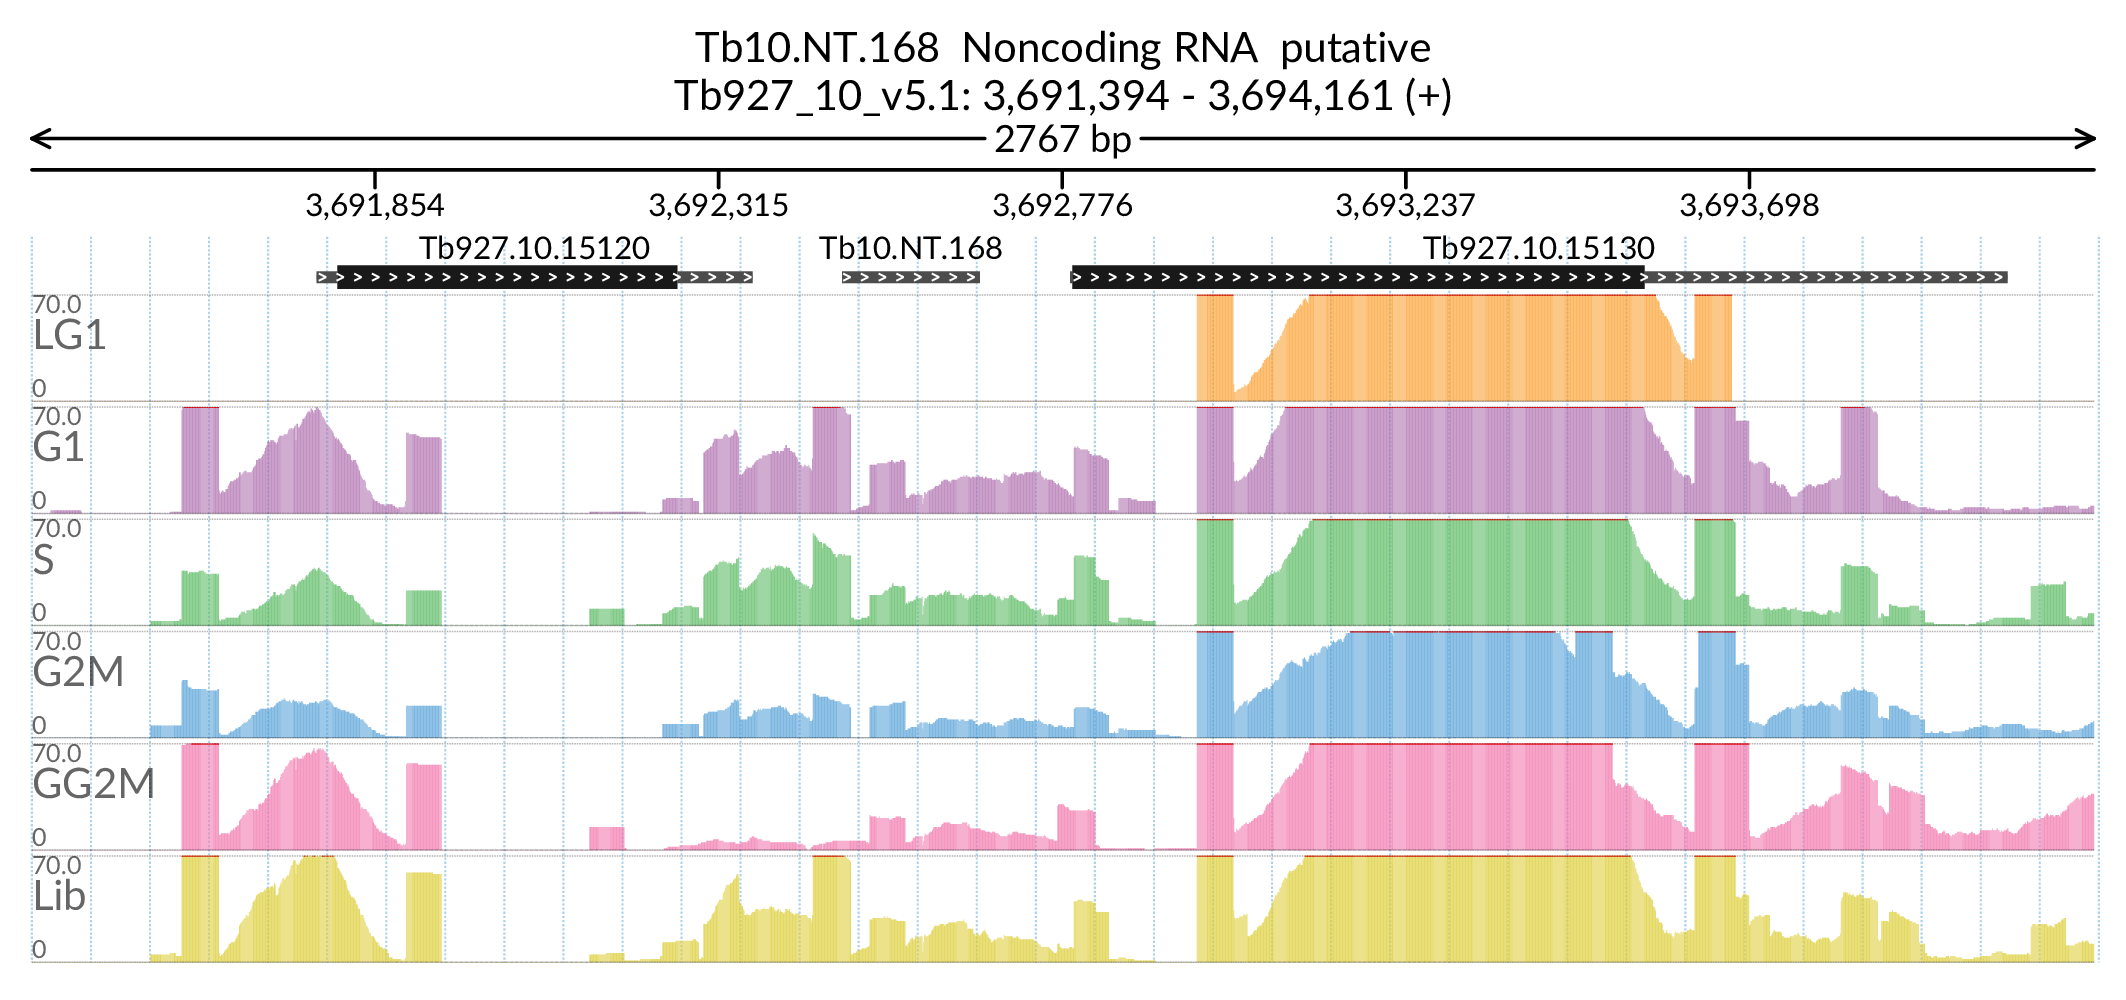 Tb10.NT.168 Noncoding RNA putative
Tb927_10_v5.1: 3,691,394 - 3,694,161 (+)
2767 bp
3,691,854 3,692,315 3,692,776 3,693,237 3,693,698
Tb927.10.15120 Tb10.NT.168 Tb927.10.15130
70.0
LG1
0
70.0
G1
0
70.0
S
0
70.0
G2M
0
70.0
GG2M
0
70.0
Lib
0